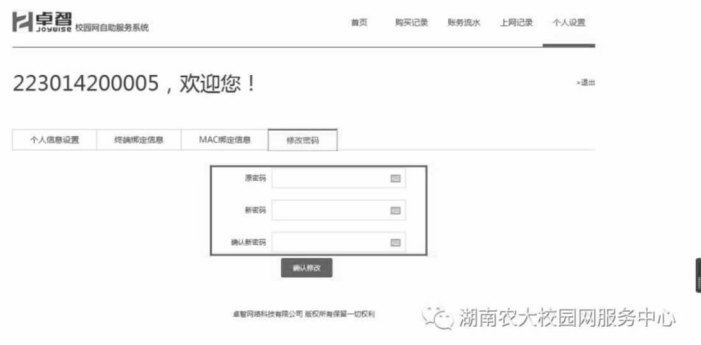 卓智
JOYWISE 校园网自助服务系统
首页 购买记录 账务流水 上网记录 个人设置
223014200005，欢迎您！
»退出
个人信息设置 终端绑定信息 MAC绑定信息 修改密码
原密码
新密码
确认新密码
确认修改
卓智网络科技有限公司 版权所有保留一切权利
湖南农大校园网服务中心